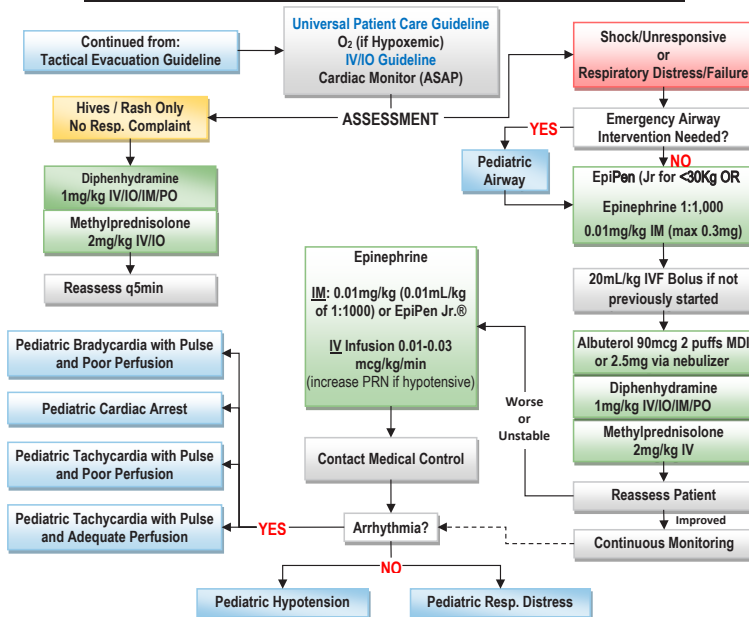 Continued from:
Tactical Evacuation Guideline
Universal Patient Care Guideline
O₂ (if Hypoxemic)
IV/IO Guideline
Cardiac Monitor (ASAP)
Shock/Unresponsive
or
Respiratory Distress/Failure
Hives / Rash Only
No Resp. Complaint
ASSESSMENT
YES
Emergency Airway
Intervention Needed?
NO
Pediatric
Airway
Diphenhydramine
1mg/kg IV/IO/IM/PO
Methylprednisolone
2mg/kg IV/IO
Reassess q5min
EpiPen (Jr for <30Kg OR
Epinephrine 1:1,000
0.01mg/kg IM (max 0.3mg)
20mL/kg IVF Bolus if not
previously started
Albuterol 90mcg 2 puffs MDI
or 2.5mg via nebulizer
Diphenhydramine
1mg/kg IV/IO/IM/PO
Methylprednisolone
2mg/kg IV
Reassess Patient
Improved
Continuous Monitoring
Worse
or
Unstable
Epinephrine
IM: 0.01mg/kg (0.01mL/kg
of 1:1000) or EpiPen Jr.®
IV Infusion 0.01-0.03
mcg/kg/min
(increase PRN if hypotensive)
Contact Medical Control
Arrhythmia?
YES
Pediatric Bradycardia with Pulse
and Poor Perfusion
Pediatric Cardiac Arrest
Pediatric Tachycardia with Pulse
and Poor Perfusion
Pediatric Tachycardia with Pulse
and Adequate Perfusion
NO
Pediatric Hypotension
Pediatric Resp. Distress